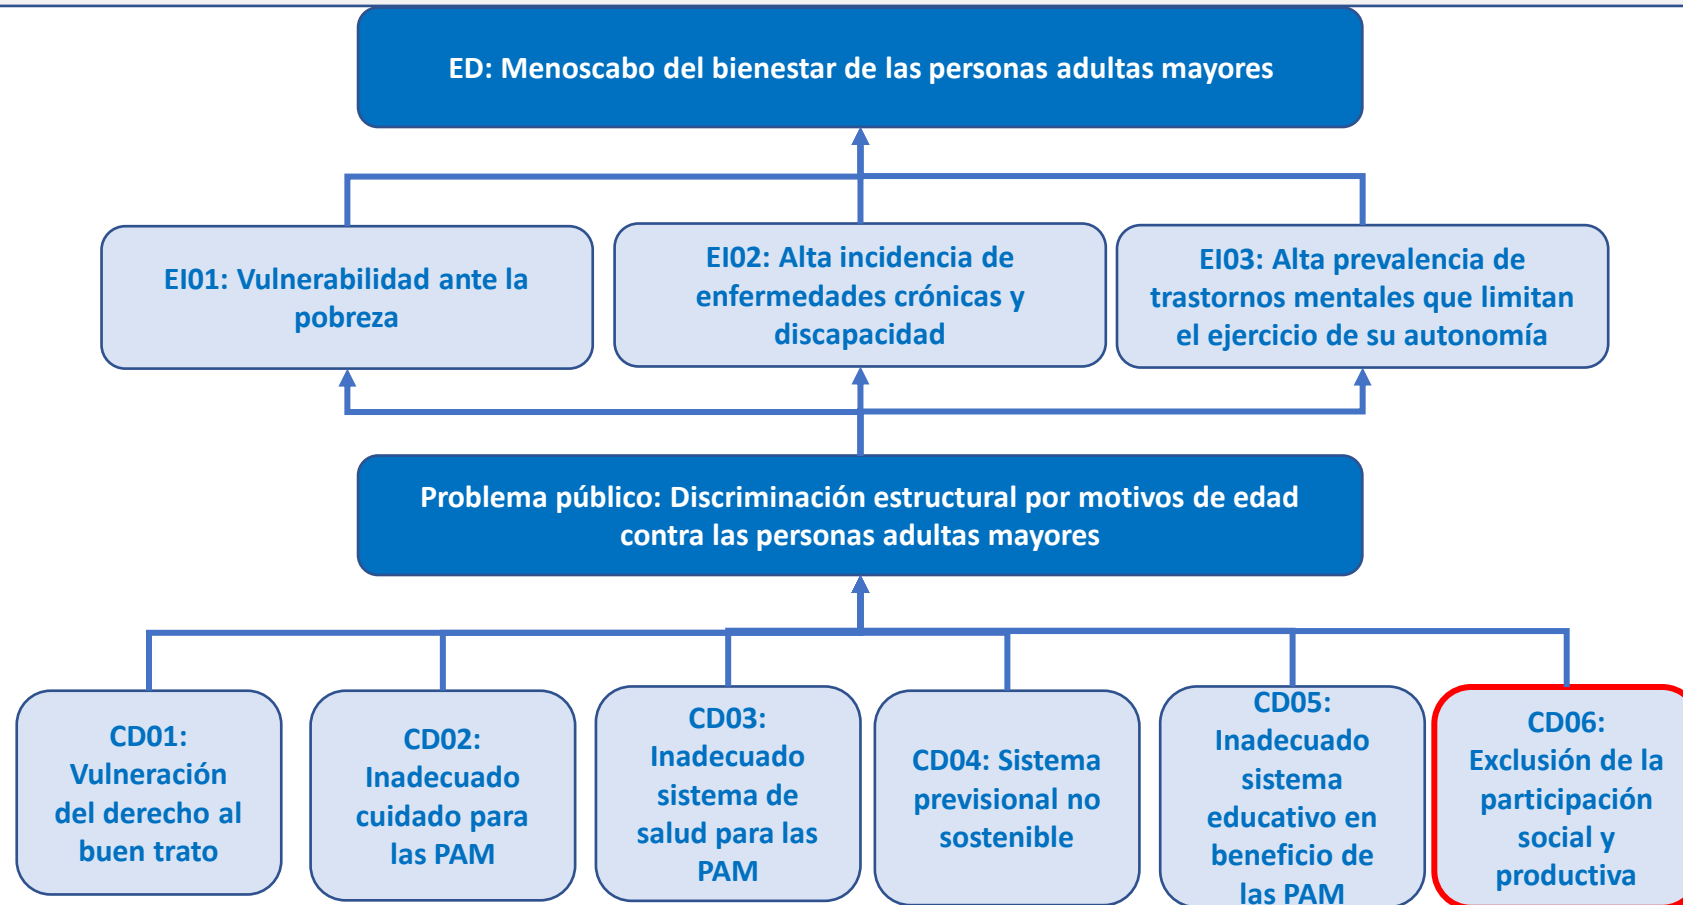 ED: Menoscabo del bienestar de las personas adultas mayores
EI01: Vulnerabilidad ante la
pobreza
EI02: Alta incidencia de
enfermedades crónicas y
discapacidad
EI03: Alta prevalencia de
trastornos mentales que limitan
el ejercicio de su autonomía
Problema público: Discriminación estructural por motivos de edad
contra las personas adultas mayores
CD01:
Vulneración
del derecho al
buen trato
CD02:
Inadecuado
cuidado para
las PAM
CD03:
Inadecuado
sistema de
salud para las
PAM
CD04: Sistema
previsional no
sostenible
CD05:
Inadecuado
sistema
educativo en
beneficio de
las PAM
CD06:
Exclusión de la
participación
social y
productiva